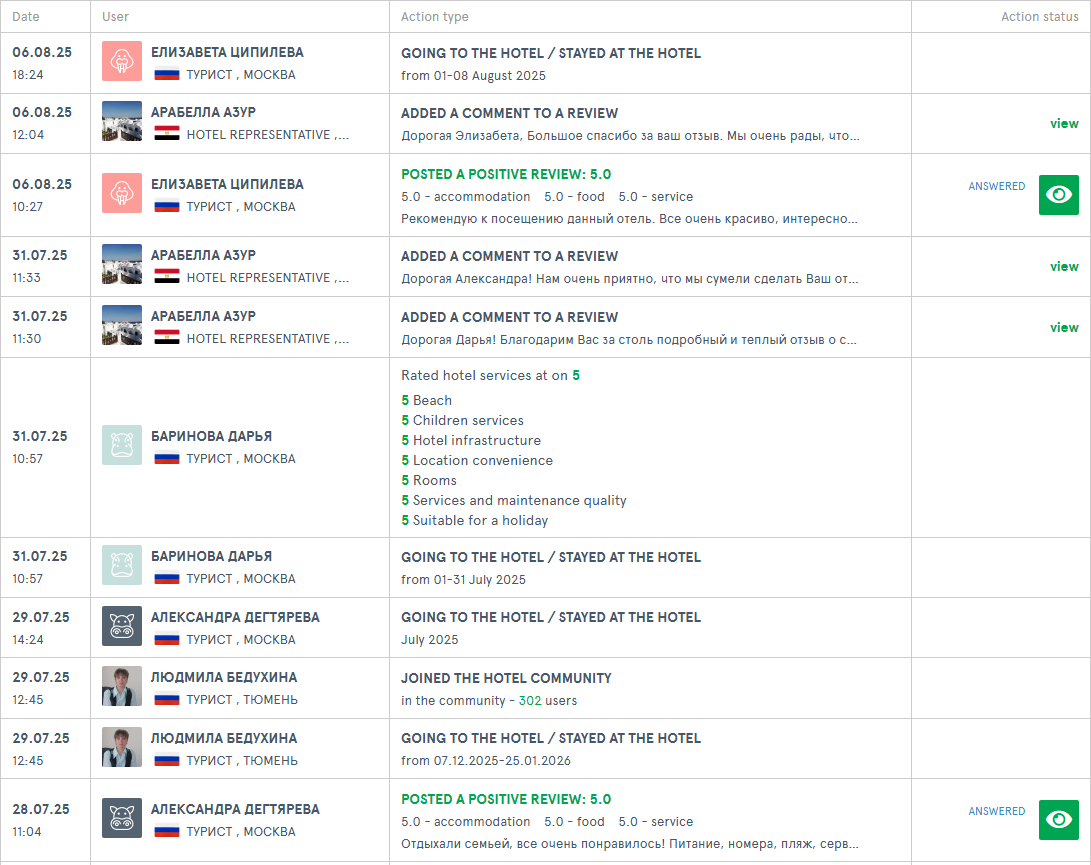 Date User Action type Action status
06.08.25 ЕЛИЗАВЕТА ЦИПИЛЕВА GOING TO THE HOTEL / STAYED AT THE HOTEL
18:24 ТУРИСТ , МОСКВА from 01-08 August 2025
06.08.25 АРАБЕЛЛА АЗУР ADDED A COMMENT TO A REVIEW
12:04 HOTEL REPRESENTATIVE ,... Дорогая Элизабета, Большое спасибо за ваш отзыв. Мы очень рады, что... view
06.08.25 ЕЛИЗАВЕТА ЦИПИЛЕВА POSTED A POSITIVE REVIEW: 5.0 ANSWERED
10:27 ТУРИСТ , МОСКВА 5.0 - accommodation 5.0 - food 5.0 - service
Рекомендую к посещению данный отель. Все очень красиво, интересно...
31.07.25 АРАБЕЛЛА АЗУР ADDED A COMMENT TO A REVIEW
11:33 HOTEL REPRESENTATIVE ,... Дорогая Александра! Нам очень приятно, что мы сумели сделать Ваш от... view
31.07.25 АРАБЕЛЛА АЗУР ADDED A COMMENT TO A REVIEW
11:30 HOTEL REPRESENTATIVE ,... Дорогая Дарья! Благодарим Вас за столь подробный и теплый отзыв о с... view
Rated hotel services at on 5
5 Beach
5 Children services
31.07.25 БАРИНОВА ДАРЬЯ 5 Hotel infrastructure
10:57 ТУРИСТ , МОСКВА 5 Location convenience
5 Rooms
5 Services and maintenance quality
5 Suitable for a holiday
31.07.25 БАРИНОВА ДАРЬЯ GOING TO THE HOTEL / STAYED AT THE HOTEL
10:57 ТУРИСТ , МОСКВА from 01-31 July 2025
29.07.25 АЛЕКСАНДРА ДЕГТЯРЕВА GOING TO THE HOTEL / STAYED AT THE HOTEL
14:24 ТУРИСТ , МОСКВА July 2025
29.07.25 ЛЮДМИЛА БЕДУХИНА JOINED THE HOTEL COMMUNITY
12:45 ТУРИСТ , ТЮМЕНЬ in the community - 302 users
29.07.25 ЛЮДМИЛА БЕДУХИНА GOING TO THE HOTEL / STAYED AT THE HOTEL
12:45 ТУРИСТ , ТЮМЕНЬ from 07.12.2025-25.01.2026
28.07.25 АЛЕКСАНДРА ДЕГТЯРЕВА POSTED A POSITIVE REVIEW: 5.0 ANSWERED
11:04 ТУРИСТ , МОСКВА 5.0 - accommodation 5.0 - food 5.0 - service
Отдыхали семьей, все очень понравилось! Питание, номера, пляж, серв...